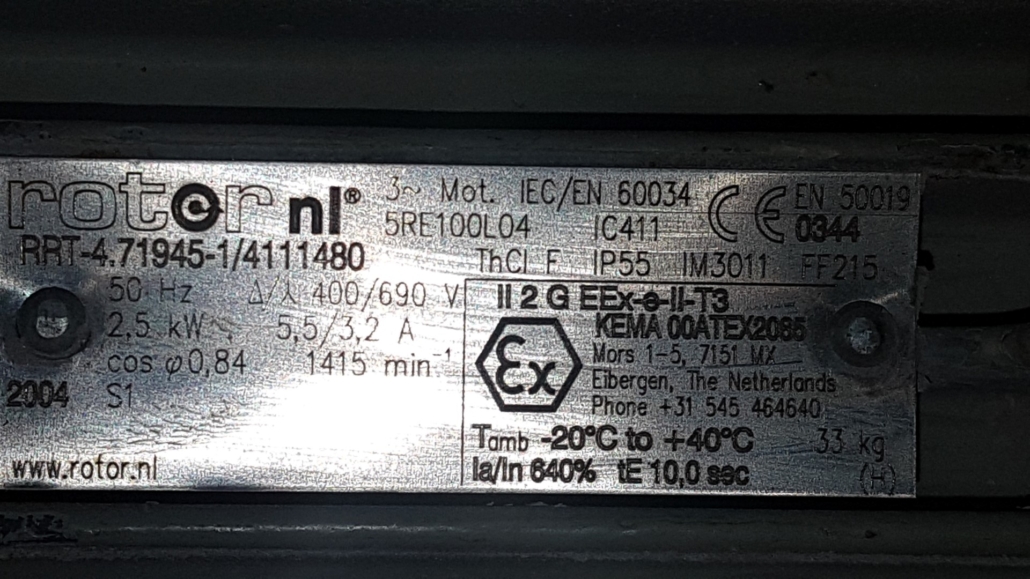 rotor nl®
3~ Mot. IEC/EN 60034
5RE100L04 IC411
CE EN 50019
0344
RRT-4.71945-1/4111480
ThCl F IP55 IM3011 FF215
50 Hz Δ/⅄ 400/690 V
2,5 kW 5,5/3,2 A
cos φ 0,84 1415 min⁻¹
2004 S1
www.rotor.nl
II 2 G EEx-e-II-T3
Ex
KEMA 00ATEX2085
Mors 1-5, 7151 MX
Eibergen, The Netherlands
Phone +31 545 464640
Tamb -20°C to +40°C 33 kg
Ia/In 640% tE 10,0 sec (H)